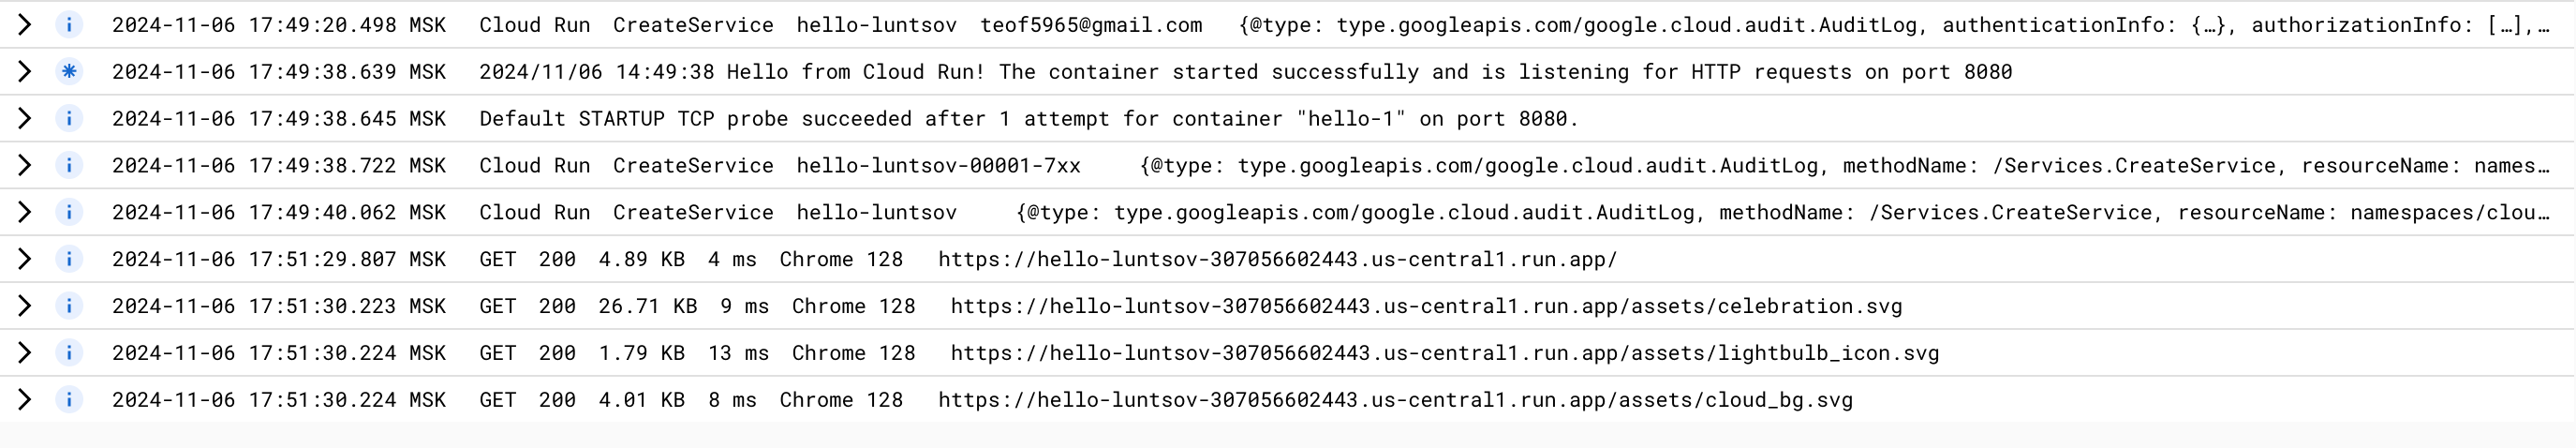 2024-11-06 17:49:20.498 MSK Cloud Run CreateService hello-luntsov teof5965@gmail.com {@type: type.googleapis.com/google.cloud.audit.AuditLog, authenticationInfo: {…}, authorizationInfo: […],…
2024-11-06 17:49:38.639 MSK 2024/11/06 14:49:38 Hello from Cloud Run! The container started successfully and is listening for HTTP requests on port 8080
2024-11-06 17:49:38.645 MSK Default STARTUP TCP probe succeeded after 1 attempt for container "hello-1" on port 8080.
2024-11-06 17:49:38.722 MSK Cloud Run CreateService hello-luntsov-00001-7xx {@type: type.googleapis.com/google.cloud.audit.AuditLog, methodName: /Services.CreateService, resourceName: names…
2024-11-06 17:49:40.062 MSK Cloud Run CreateService hello-luntsov {@type: type.googleapis.com/google.cloud.audit.AuditLog, methodName: /Services.CreateService, resourceName: namespaces/clou…
2024-11-06 17:51:29.807 MSK GET 200 4.89 KB 4 ms Chrome 128 https://hello-luntsov-307056602443.us-central1.run.app/
2024-11-06 17:51:30.223 MSK GET 200 26.71 KB 9 ms Chrome 128 https://hello-luntsov-307056602443.us-central1.run.app/assets/celebration.svg
2024-11-06 17:51:30.224 MSK GET 200 1.79 KB 13 ms Chrome 128 https://hello-luntsov-307056602443.us-central1.run.app/assets/lightbulb_icon.svg
2024-11-06 17:51:30.224 MSK GET 200 4.01 KB 8 ms Chrome 128 https://hello-luntsov-307056602443.us-central1.run.app/assets/cloud_bg.svg